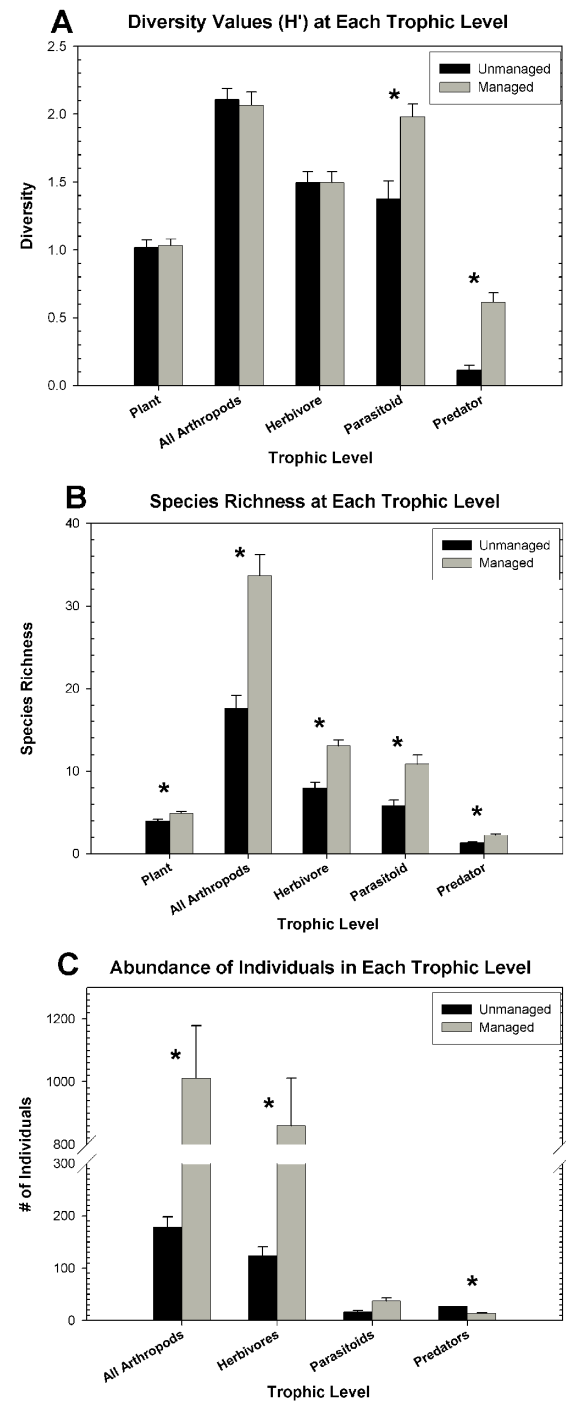 A
Diversity Values (H') at Each Trophic Level
2.5
Unmanaged
Managed
*
2.0
1.5
Diversity
1.0
*
0.5
0.0
Plant
All Arthropods
Herbivore
Parasitoid
Predator
Trophic Level
B
Species Richness at Each Trophic Level
40
Unmanaged
Managed
*
30
Species Richness
20
*
*
10
*
*
0
Plant
All Arthropods
Herbivore
Parasitoid
Predator
Trophic Level
C
Abundance of Individuals in Each Trophic Level
Unmanaged
Managed
1200
*
1000
*
800
# of Individuals
300
200
100
*
0
All Arthropods
Herbivores
Parasitoids
Predators
Trophic Level